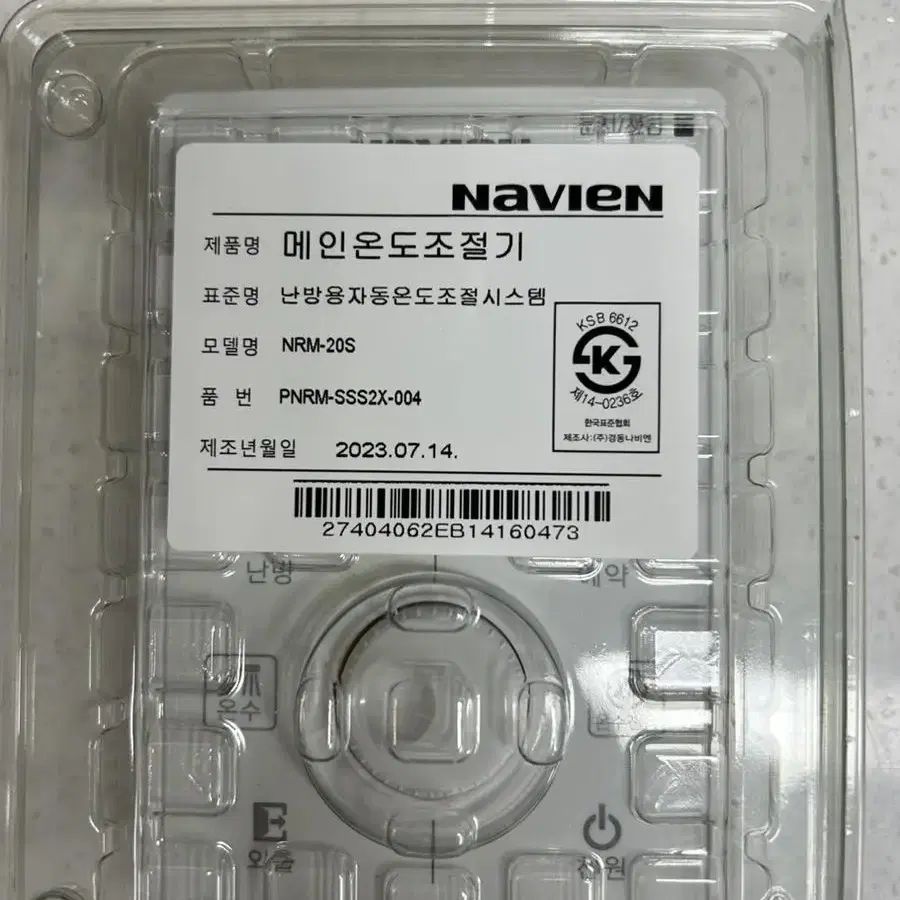 NAVIEN
제품명 메인온도조절기
표준명 난방용자동온도조절시스템
모델명 NRM-20S
품 번 PNRM-SSS2X-004
제조년월일 2023.07.14.
KSB 6612
제14-0236호
한국표준협회
제조사:(주)경동나비엔
27404062EB14160473
난방
예약
온수
외출
전원